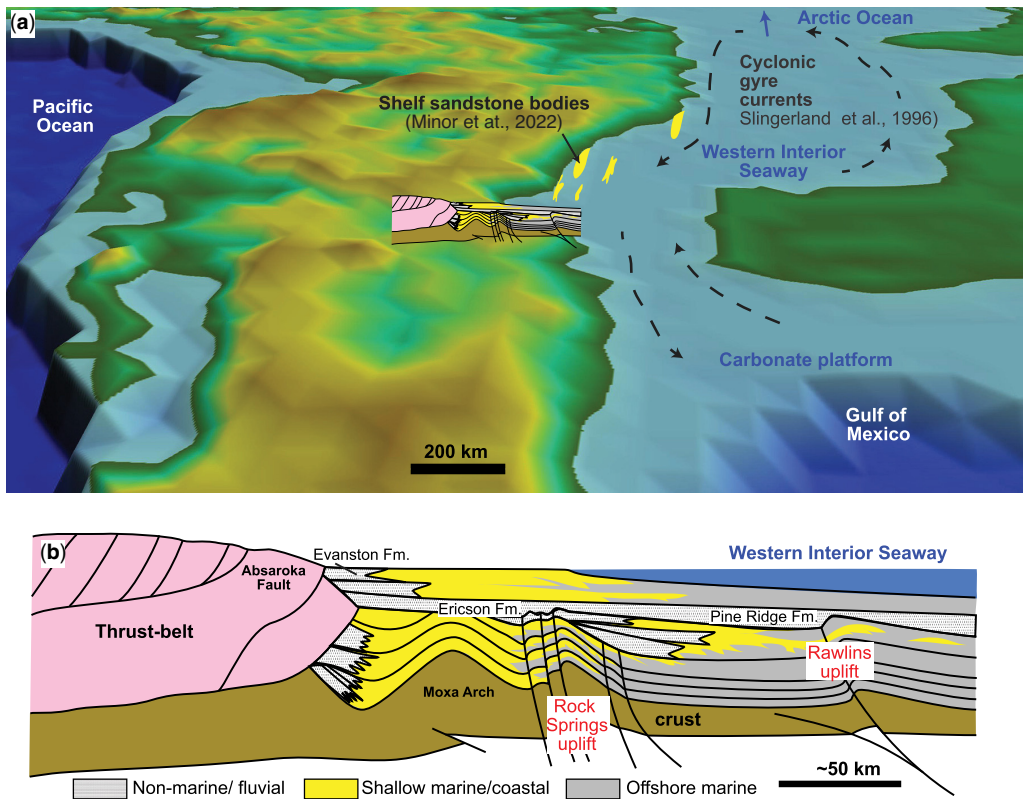 (a)
Arctic Ocean
Pacific
Ocean
Cyclonic
gyre
currents
Slingerland et al., 1996)
Shelf sandstone bodies
(Minor et at., 2022)
Western Interior
Seaway
Carbonate platform
Gulf of
Mexico
200 km
(b)
Evanston Fm.
Western Interior Seaway
Absaroka
Fault
Ericson Fm.
Pine Ridge Fm.
Thrust-belt
Rawlins
uplift
Moxa Arch
Rock
Springs
uplift
crust
~50 km
Non-marine/ fluvial
Shallow marine/coastal
Offshore marine